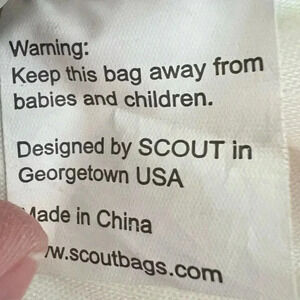 Warning:
Keep this bag away from
babies and children.
Designed by SCOUT in
Georgetown USA
Made in China
w.scoutbags.com